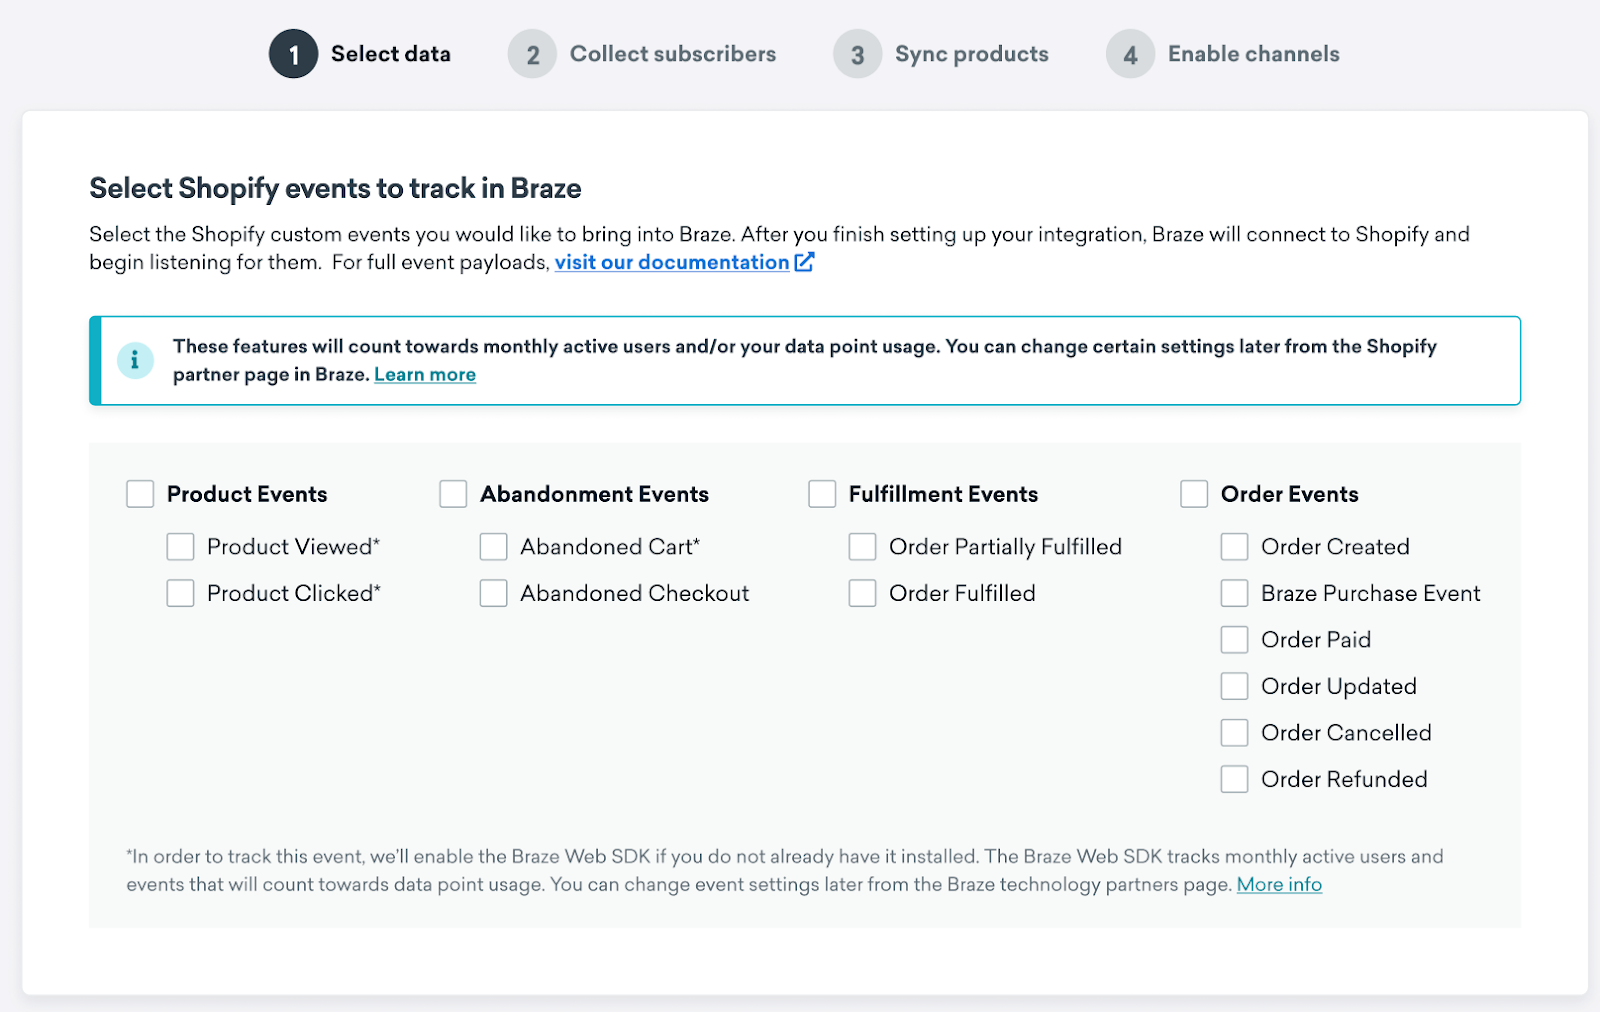 1 Select data 2 Collect subscribers 3 Sync products 4 Enable channels
Select Shopify events to track in Braze
Select the Shopify custom events you would like to bring into Braze. After you finish setting up your integration, Braze will connect to Shopify and
begin listening for them. For full event payloads, visit our documentation
These features will count towards monthly active users and/or your data point usage. You can change certain settings later from the Shopify
partner page in Braze. Learn more
Product Events
Product Viewed*
Product Clicked*
Abandonment Events
Abandoned Cart*
Abandoned Checkout
Fulfillment Events
Order Partially Fulfilled
Order Fulfilled
Order Events
Order Created
Braze Purchase Event
Order Paid
Order Updated
Order Cancelled
Order Refunded
*In order to track this event, we'll enable the Braze Web SDK if you do not already have it installed. The Braze Web SDK tracks monthly active users and
events that will count towards data point usage. You can change event settings later from the Braze technology partners page. More info